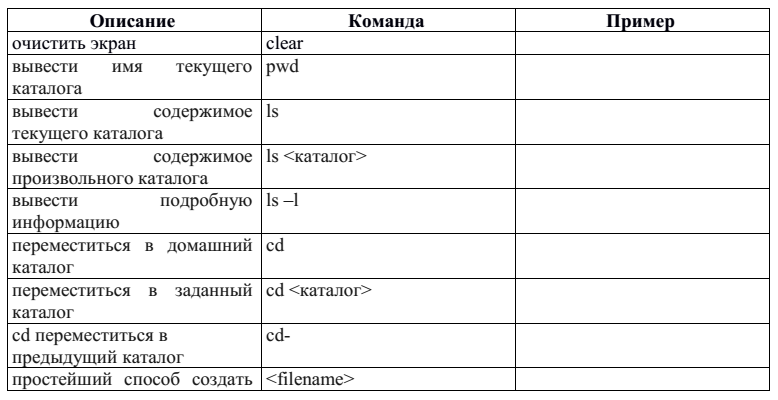 Описание Команда Пример
очистить экран clear
вывести имя текущего pwd
каталога
вывести содержимое ls
текущего каталога
вывести содержимое ls <каталог>
произвольного каталога
вывести подробную ls –l
информацию
переместиться в домашний cd
каталог
переместиться в заданный cd <каталог>
каталог
cd переместиться в cd-
предыдущий каталог
простейший способ создать <filename>